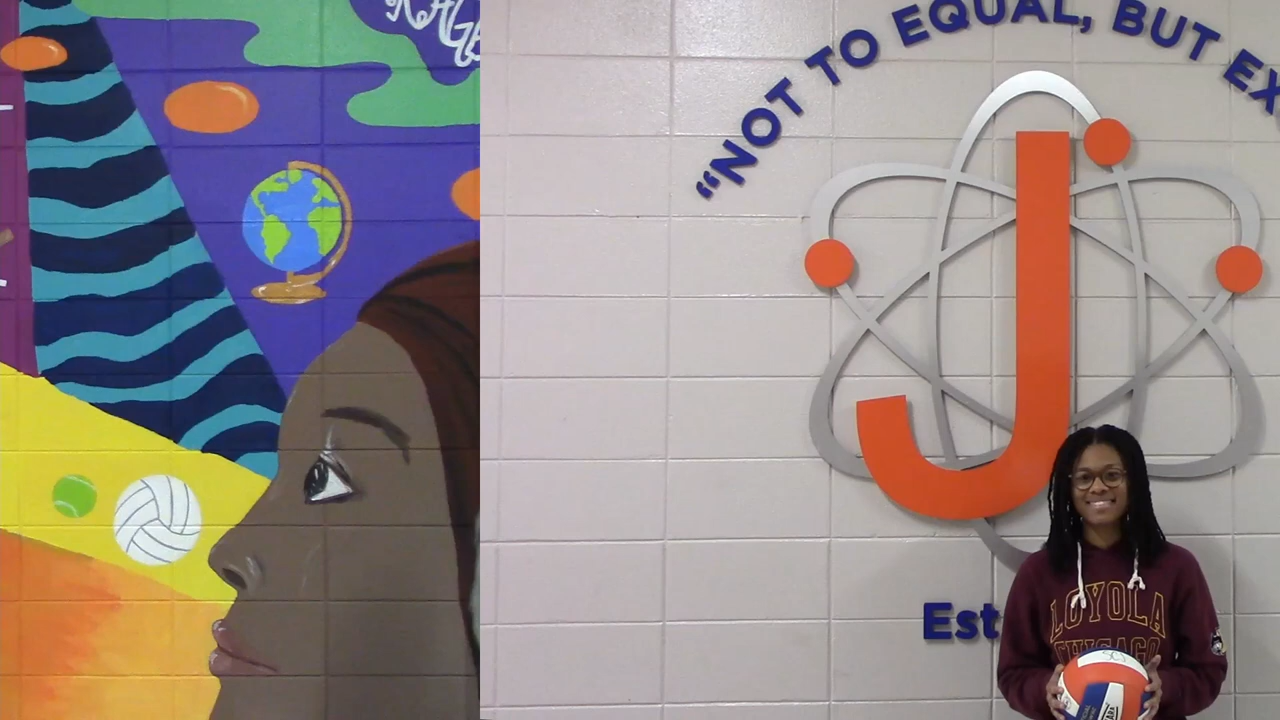 “NOT TO EQUAL, BUT EX
J
Est
LOYOLA
CHICAGO